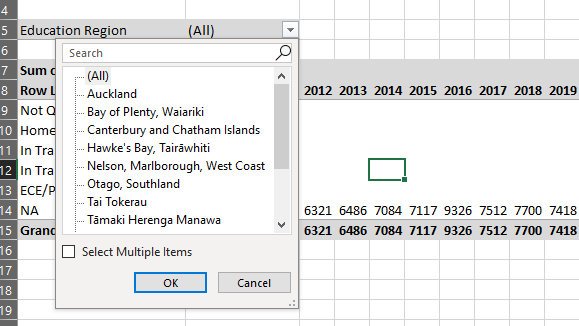 4
5 Education Region (All)
6
Search
(All)
Auckland
Bay of Plenty, Waiariki
Canterbury and Chatham Islands
Hawke's Bay, Tairāwhiti
Nelson, Marlborough, West Coast
Otago, Southland
Tai Tokerau
Tāmaki Herenga Manawa
Select Multiple Items
OK Cancel
7 Sum
8 Row 2012 2013 2014 2015 2016 2017 2018 2019
9 Not
10 Home
11 In Tra
12 In Tra
13 ECE/P
14 NA 6321 6486 7084 7117 9326 7512 7700 7418
15 Grand 6321 6486 7084 7117 9326 7512 7700 7418
16
17
18
19